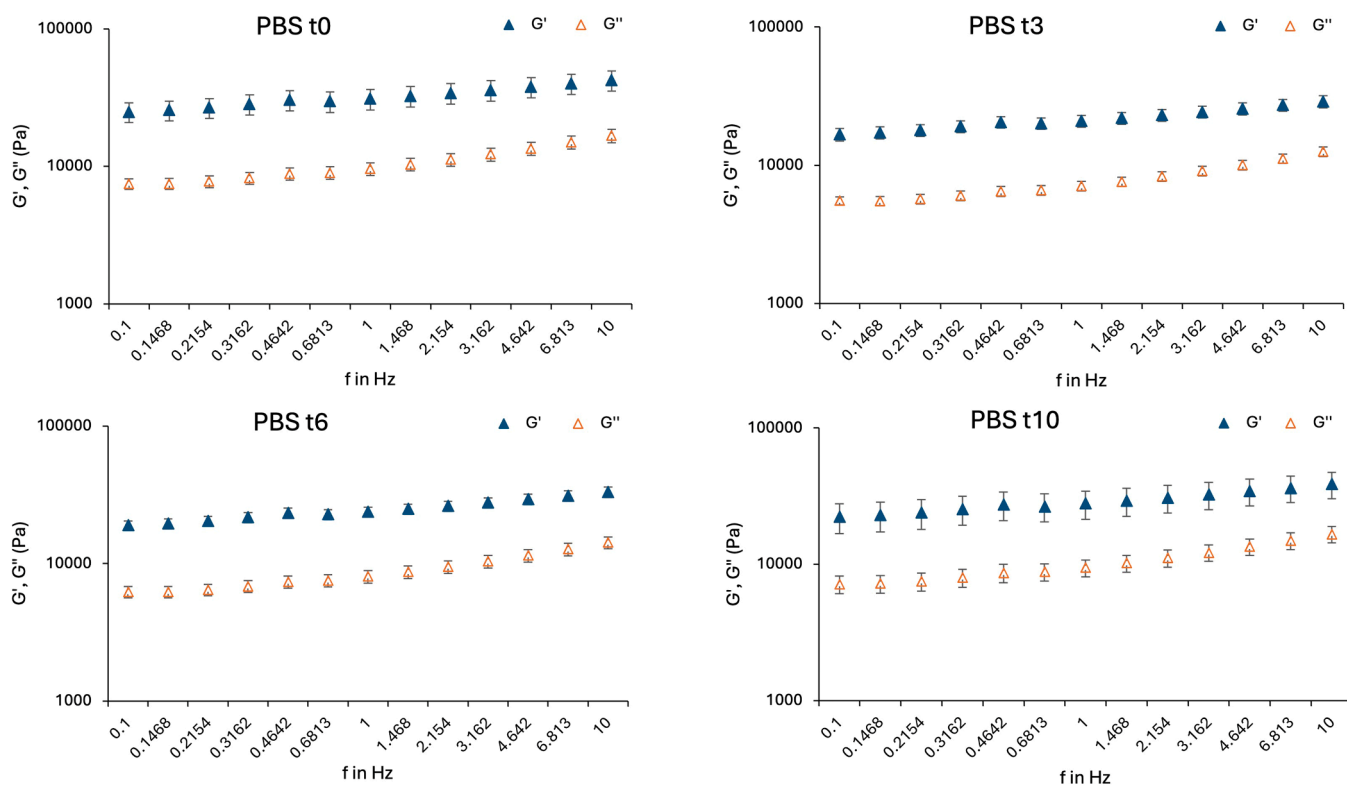 PBS t0
G' G''
100000
10000
1000
G', G'' (Pa)
0.1 0.1468 0.2154 0.3162 0.4642 0.6813 1 1.468 2.154 3.162 4.642 6.813 10
f in Hz
PBS t3
G' G''
100000
10000
1000
G', G'' (Pa)
0.1 0.1468 0.2154 0.3162 0.4642 0.6813 1 1.468 2.154 3.162 4.642 6.813 10
f in Hz
PBS t6
G' G''
100000
10000
1000
G', G'' (Pa)
0.1 0.1468 0.2154 0.3162 0.4642 0.6813 1 1.468 2.154 3.162 4.642 6.813 10
f in Hz
PBS t10
G' G''
100000
10000
1000
G', G'' (Pa)
0.1 0.1468 0.2154 0.3162 0.4642 0.6813 1 1.468 2.154 3.162 4.642 6.813 10
f in Hz